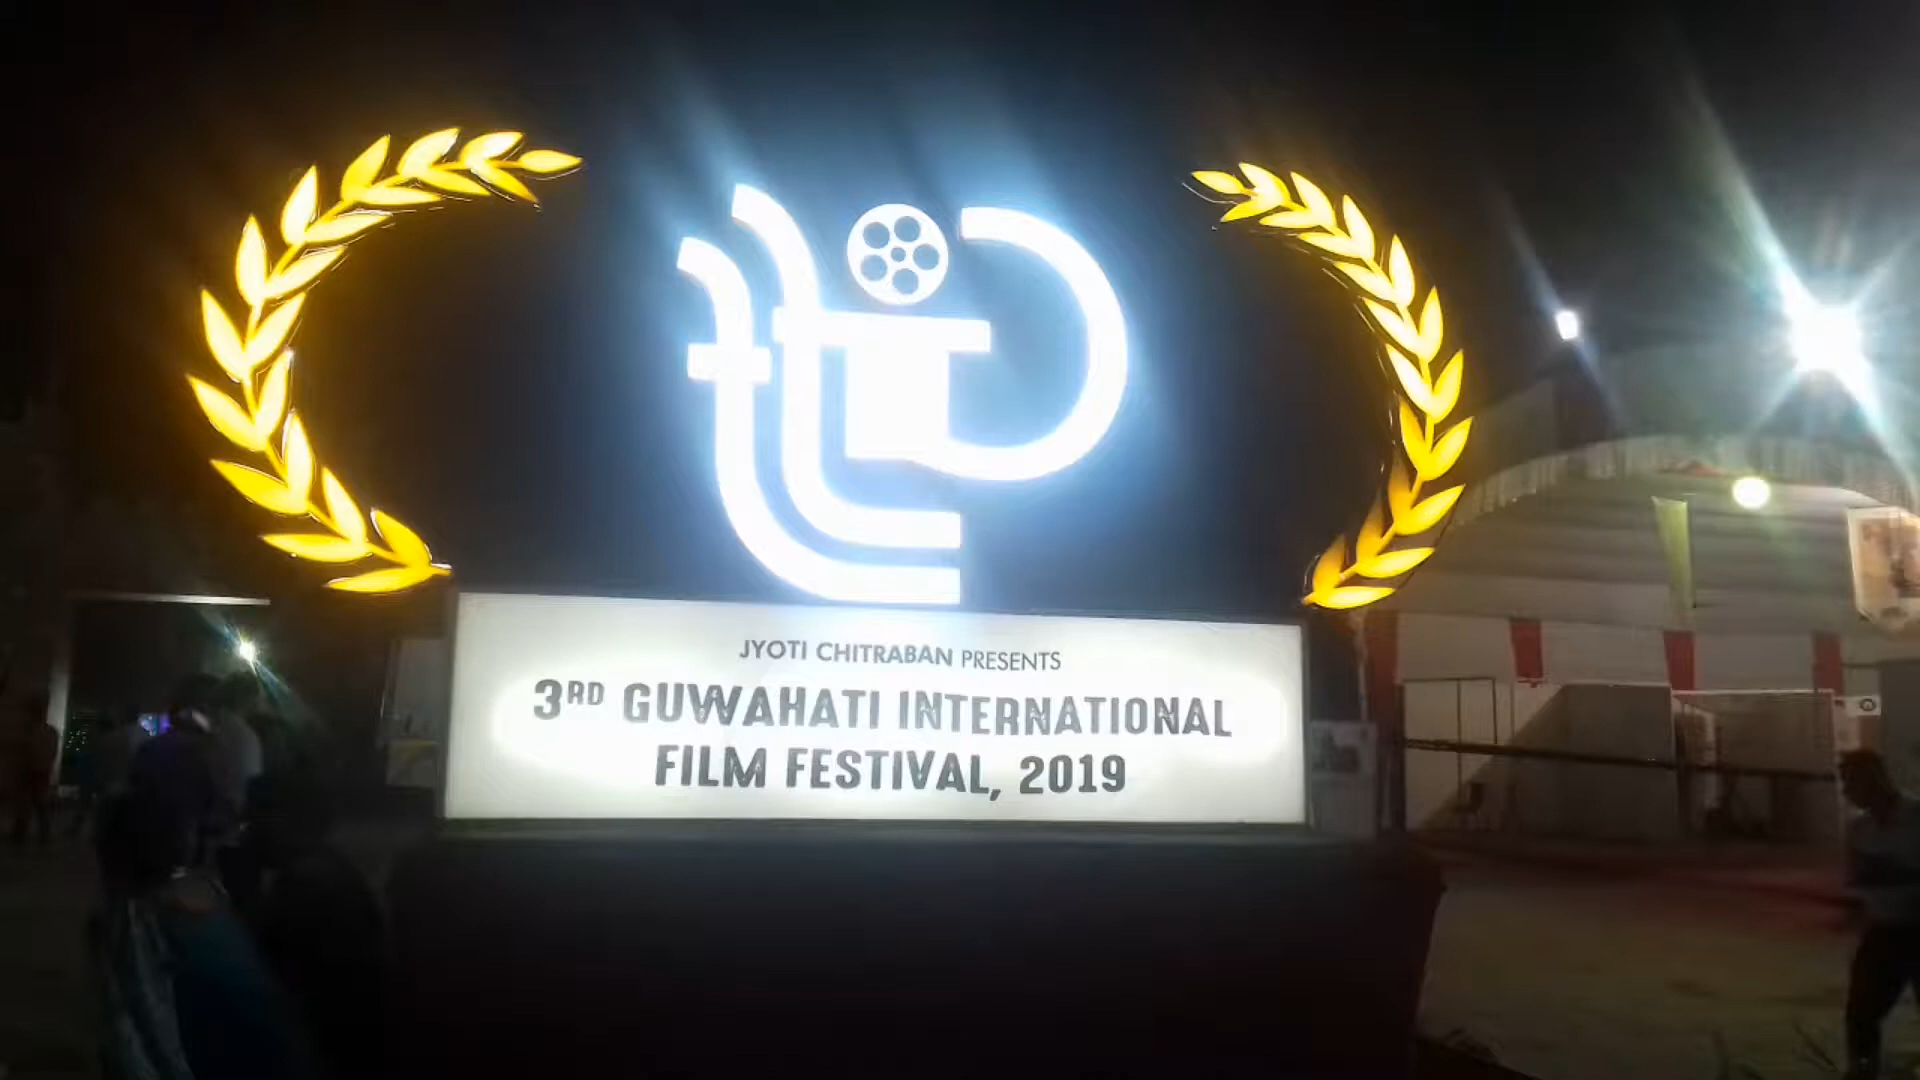 JYOTI CHITRABAN PRESENTS
3RD GUWAHATI INTERNATIONAL
FILM FESTIVAL, 2019